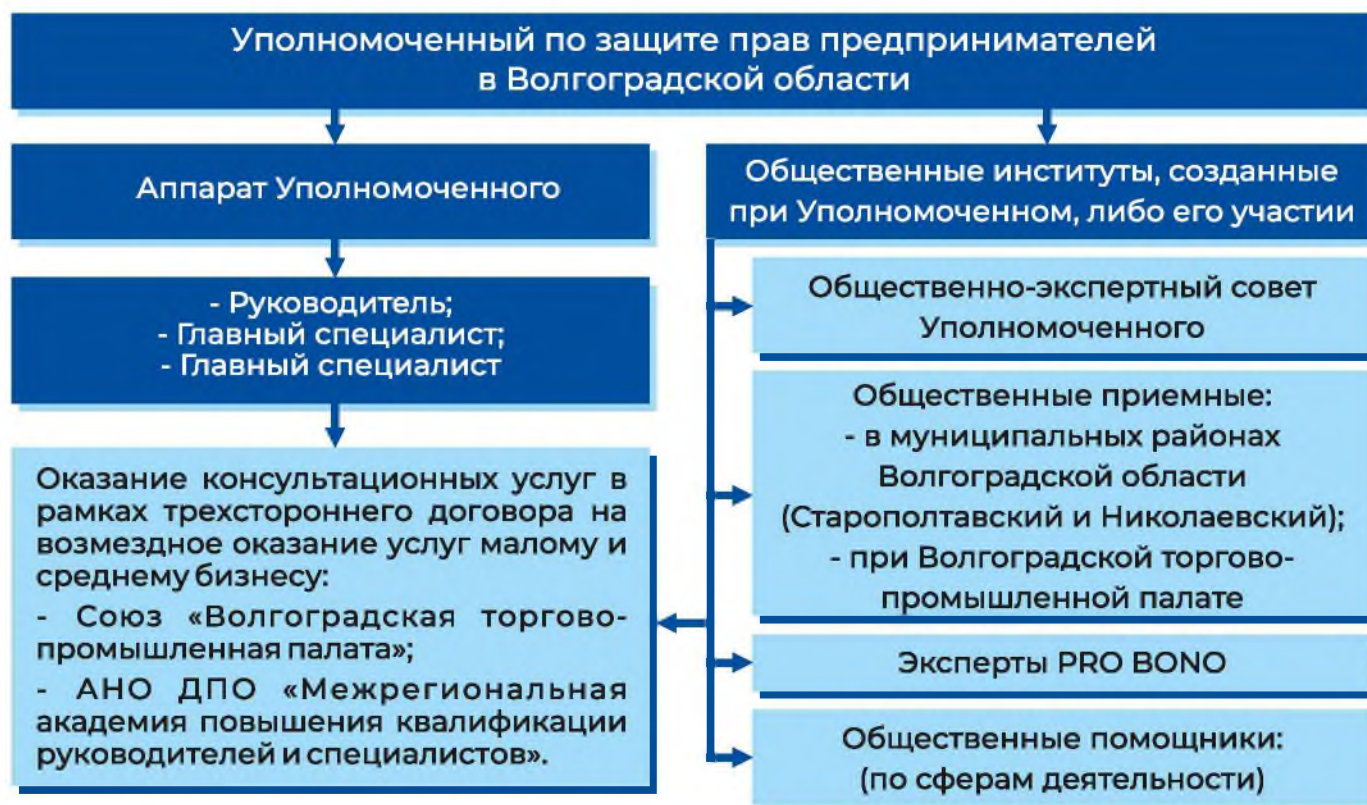 Уполномоченный по защите прав предпринимателей
в Волгоградской области
Аппарат Уполномоченного
- Руководитель;
- Главный специалист;
- Главный специалист
Оказание консультационных услуг в
рамках трехстороннего договора на
возмездное оказание услуг малому и
среднему бизнесу:
- Союз «Волгоградская торгово-
промышленная палата»;
- АНО ДПО «Межрегиональная
академия повышения квалификации
руководителей и специалистов».
Общественные институты, созданные
при Уполномоченном, либо его участии
Общественно-экспертный совет
Уполномоченного
Общественные приемные:
- в муниципальных районах
Волгоградской области
(Старополтавский и Николаевский);
- при Волгоградской торгово-
промышленной палате
Эксперты PRO BONO
Общественные помощники:
(по сферам деятельности)